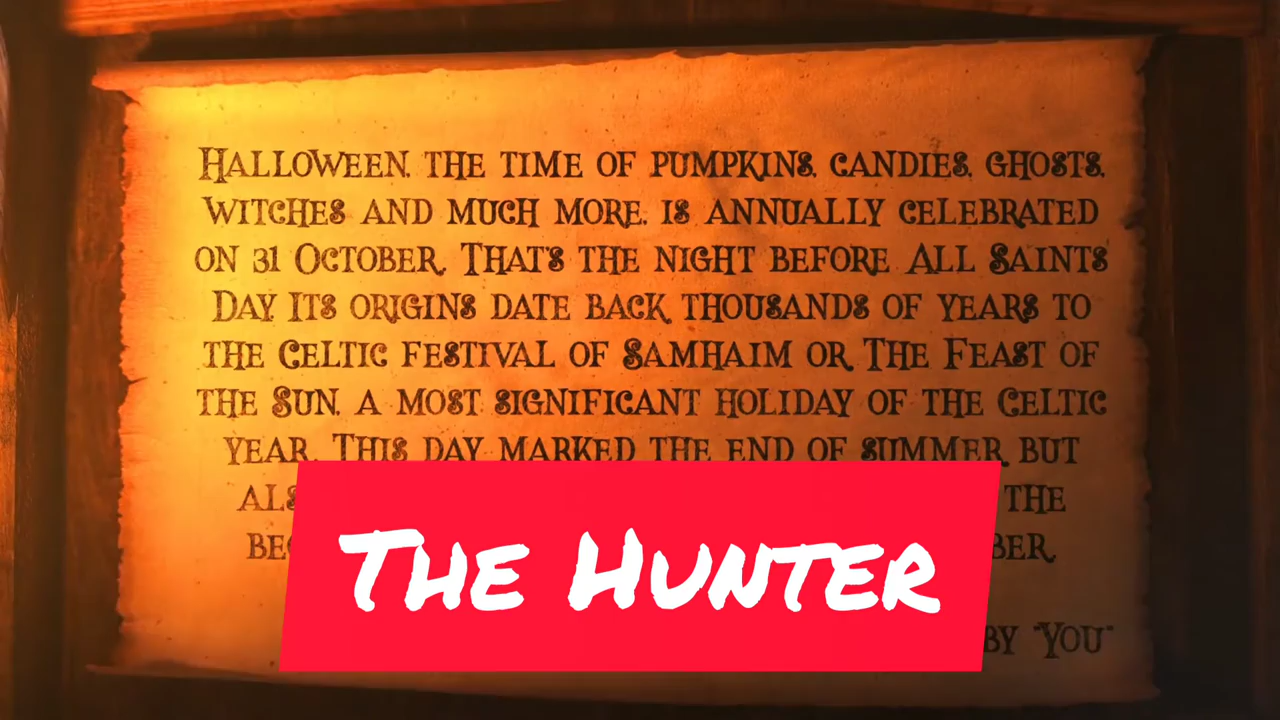 Halloween, the time of pumpkins, candies, ghosts,
witches and much more, is annually celebrated
on 31 October. That's the night before All Saints'
Day. Its origins date back thousands of years to
the Celtic festival of Samhaim or The Feast of
the Sun, a most significant holiday of the Celtic
year. This day marked the end of summer but
the
The Hunter
by "You"